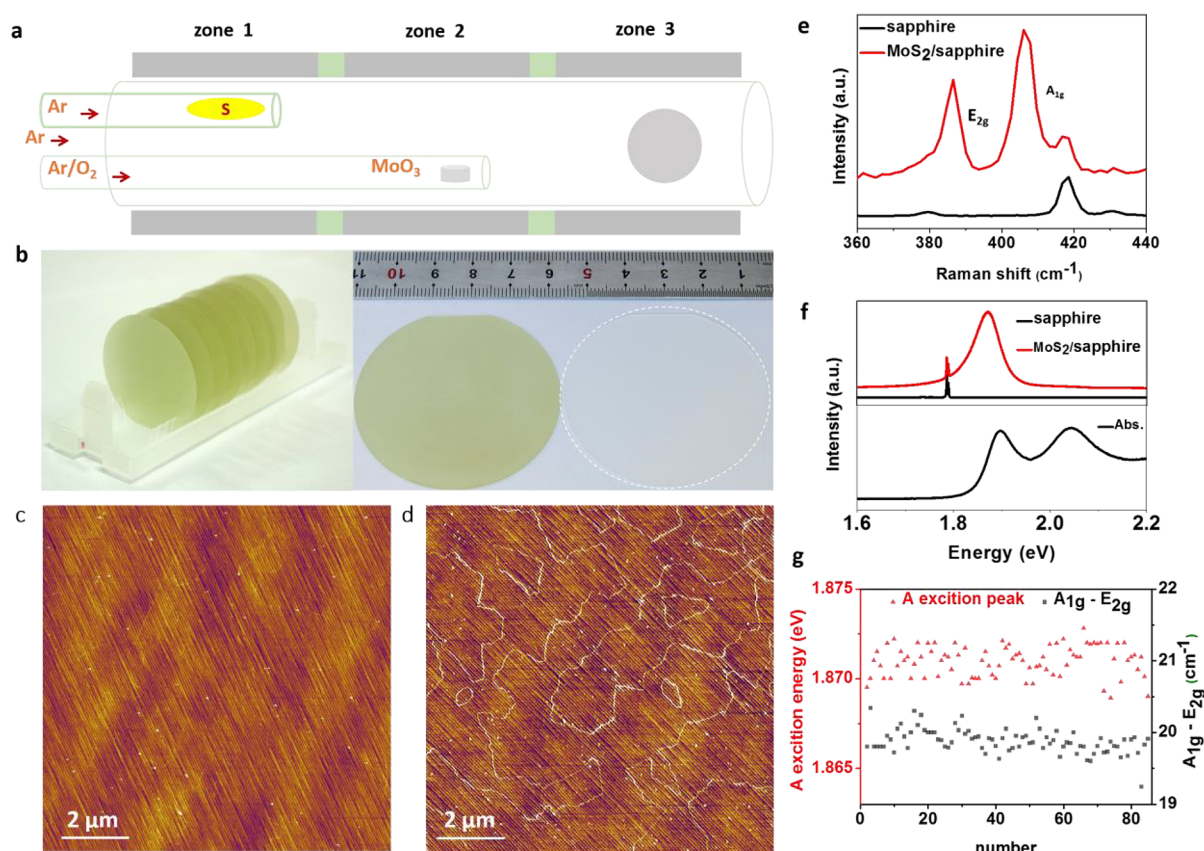 a
zone 1 zone 2 zone 3
Ar
S
Ar
Ar/O2
MoO3
b
11 10 9 8 7 6 5 4 3 2 1
c
2 μm
d
2 μm
e
sapphire
MoS2/sapphire
E2g
A1g
Intensity (a.u.)
360 380 400 420 440
Raman shift (cm-1)
f
sapphire
MoS2/sapphire
Abs.
Intensity (a.u.)
1.6 1.8 2.0 2.2
Energy (eV)
g
A excition peak
A1g - E2g
A excition energy (eV)
1.875
1.870
1.865
22
21
20
19
A1g - E2g (cm-1)
0 20 40 60 80
number